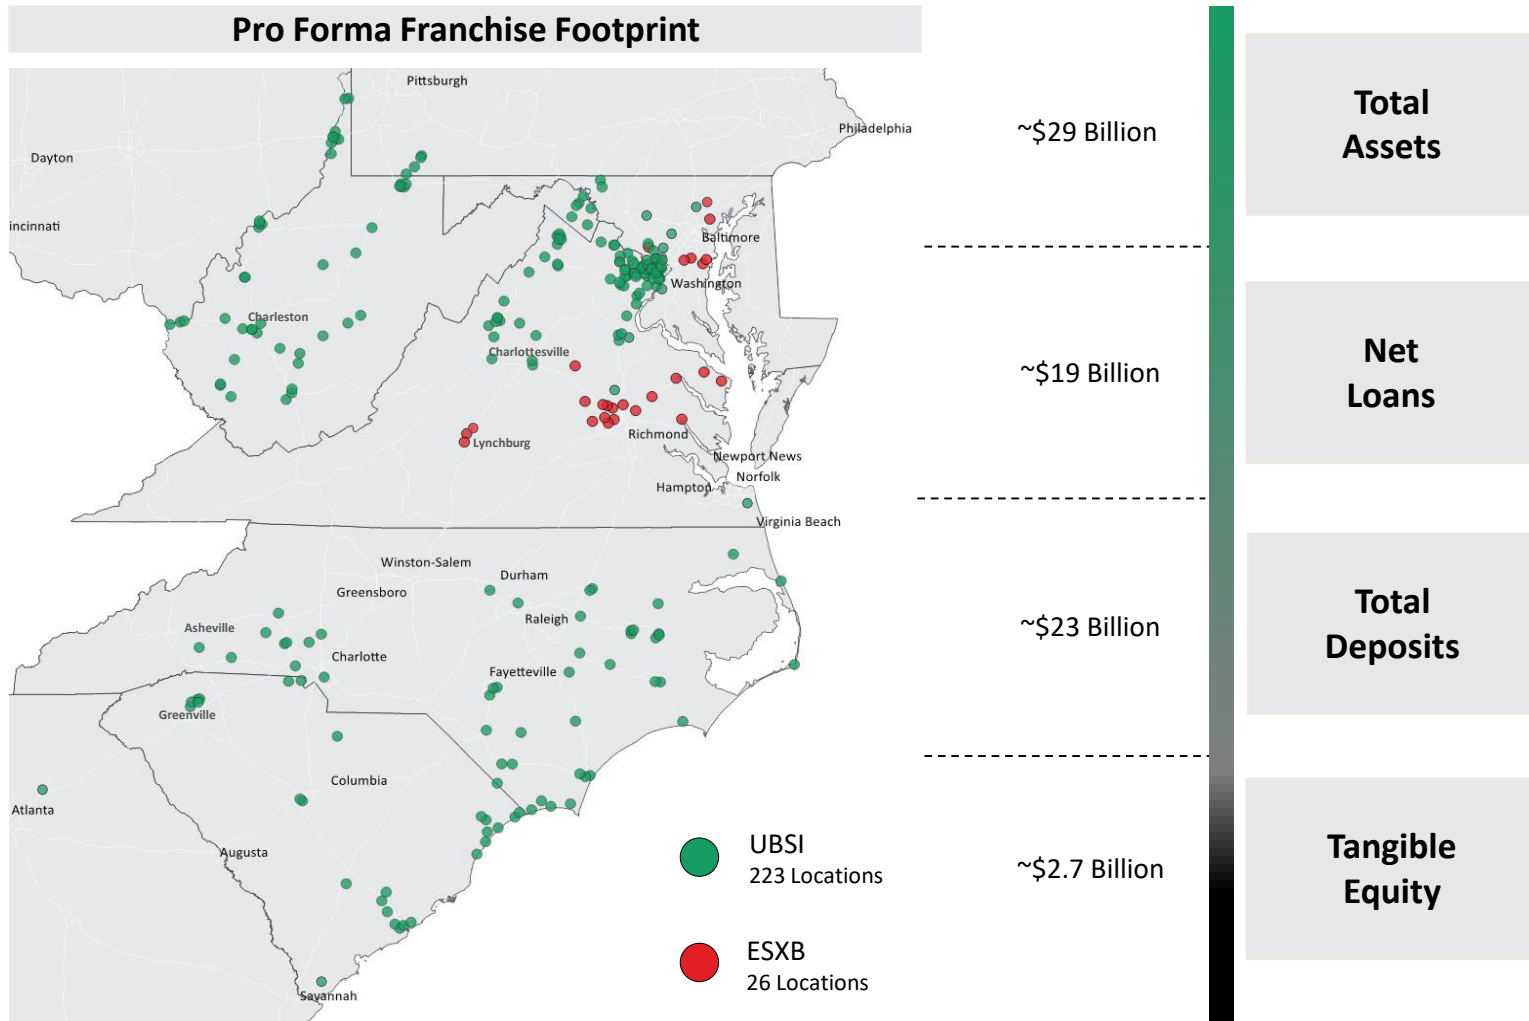 Pro Forma Franchise Footprint
Pittsburgh
Philadelphia
Dayton
incinnati
Baltimore
Washington
Charleston
Charlottesville
Lynchburg
Richmond
Newport News
Norfolk
Hampton
Virginia Beach
Winston-Salem
Durham
Greensboro
Raleigh
Asheville
Charlotte
Fayetteville
Greenville
Columbia
Atlanta
Augusta
Savannah
UBSI
223 Locations
ESXB
26 Locations
~$29 Billion
Total
Assets
~$19 Billion
Net
Loans
~$23 Billion
Total
Deposits
~$2.7 Billion
Tangible
Equity